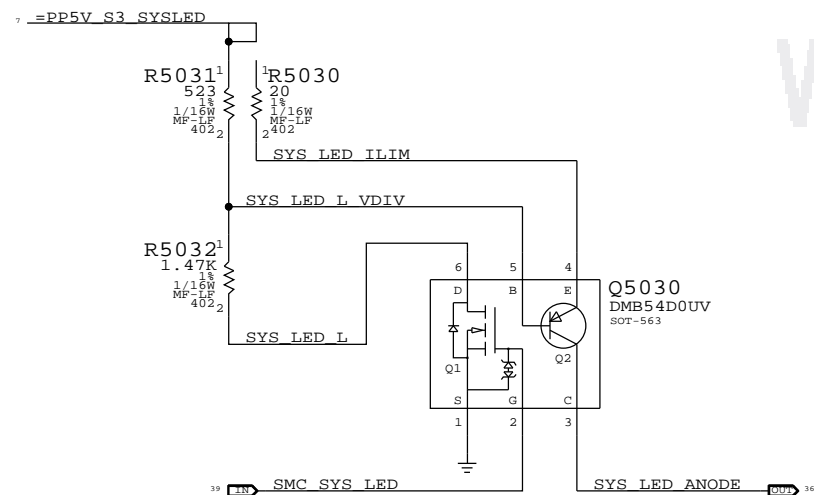 7 =PP5V_S3_SYSLED
R5031 1
523
1%
1/16W
MF-LF
402 2
1 R5030
20
1%
1/16W
MF-LF
2 402
SYS_LED_ILIM
SYS_LED_L_VDIV
R5032 1
1.47K
1%
1/16W
MF-LF
402 2
SYS_LED_L
6 5 4
D B E
Q5030
DMB54D0UV
SOT-563
Q1
Q2
S G C
1 2 3
39 IN SMC_SYS_LED
SYS_LED_ANODE OUT 36